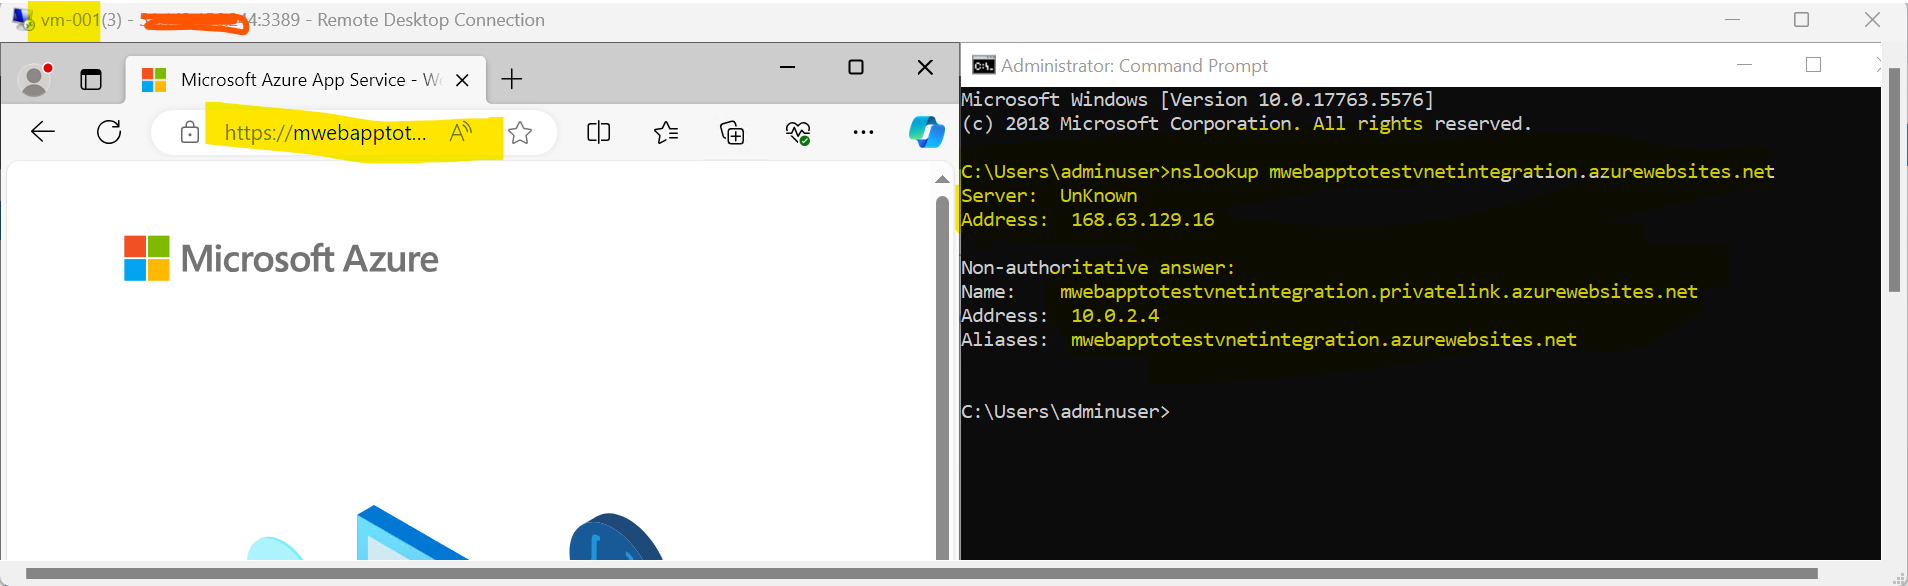 vm-001(3) - 244:3389 - Remote Desktop Connection
Microsoft Azure App Service - We
https://mwebapptot...
Microsoft Azure
Administrator: Command Prompt
Microsoft Windows [Version 10.0.17763.5576]
(c) 2018 Microsoft Corporation. All rights reserved.
C:\Users\adminuser>nslookup mwebapptotestvnetintegration.azurewebsites.net
Server:  UnKnown
Address:  168.63.129.16
Non-authoritative answer:
Name:    mwebapptotestvnetintegration.privatelink.azurewebsites.net
Address:  10.0.2.4
Aliases:  mwebapptotestvnetintegration.azurewebsites.net
C:\Users\adminuser>